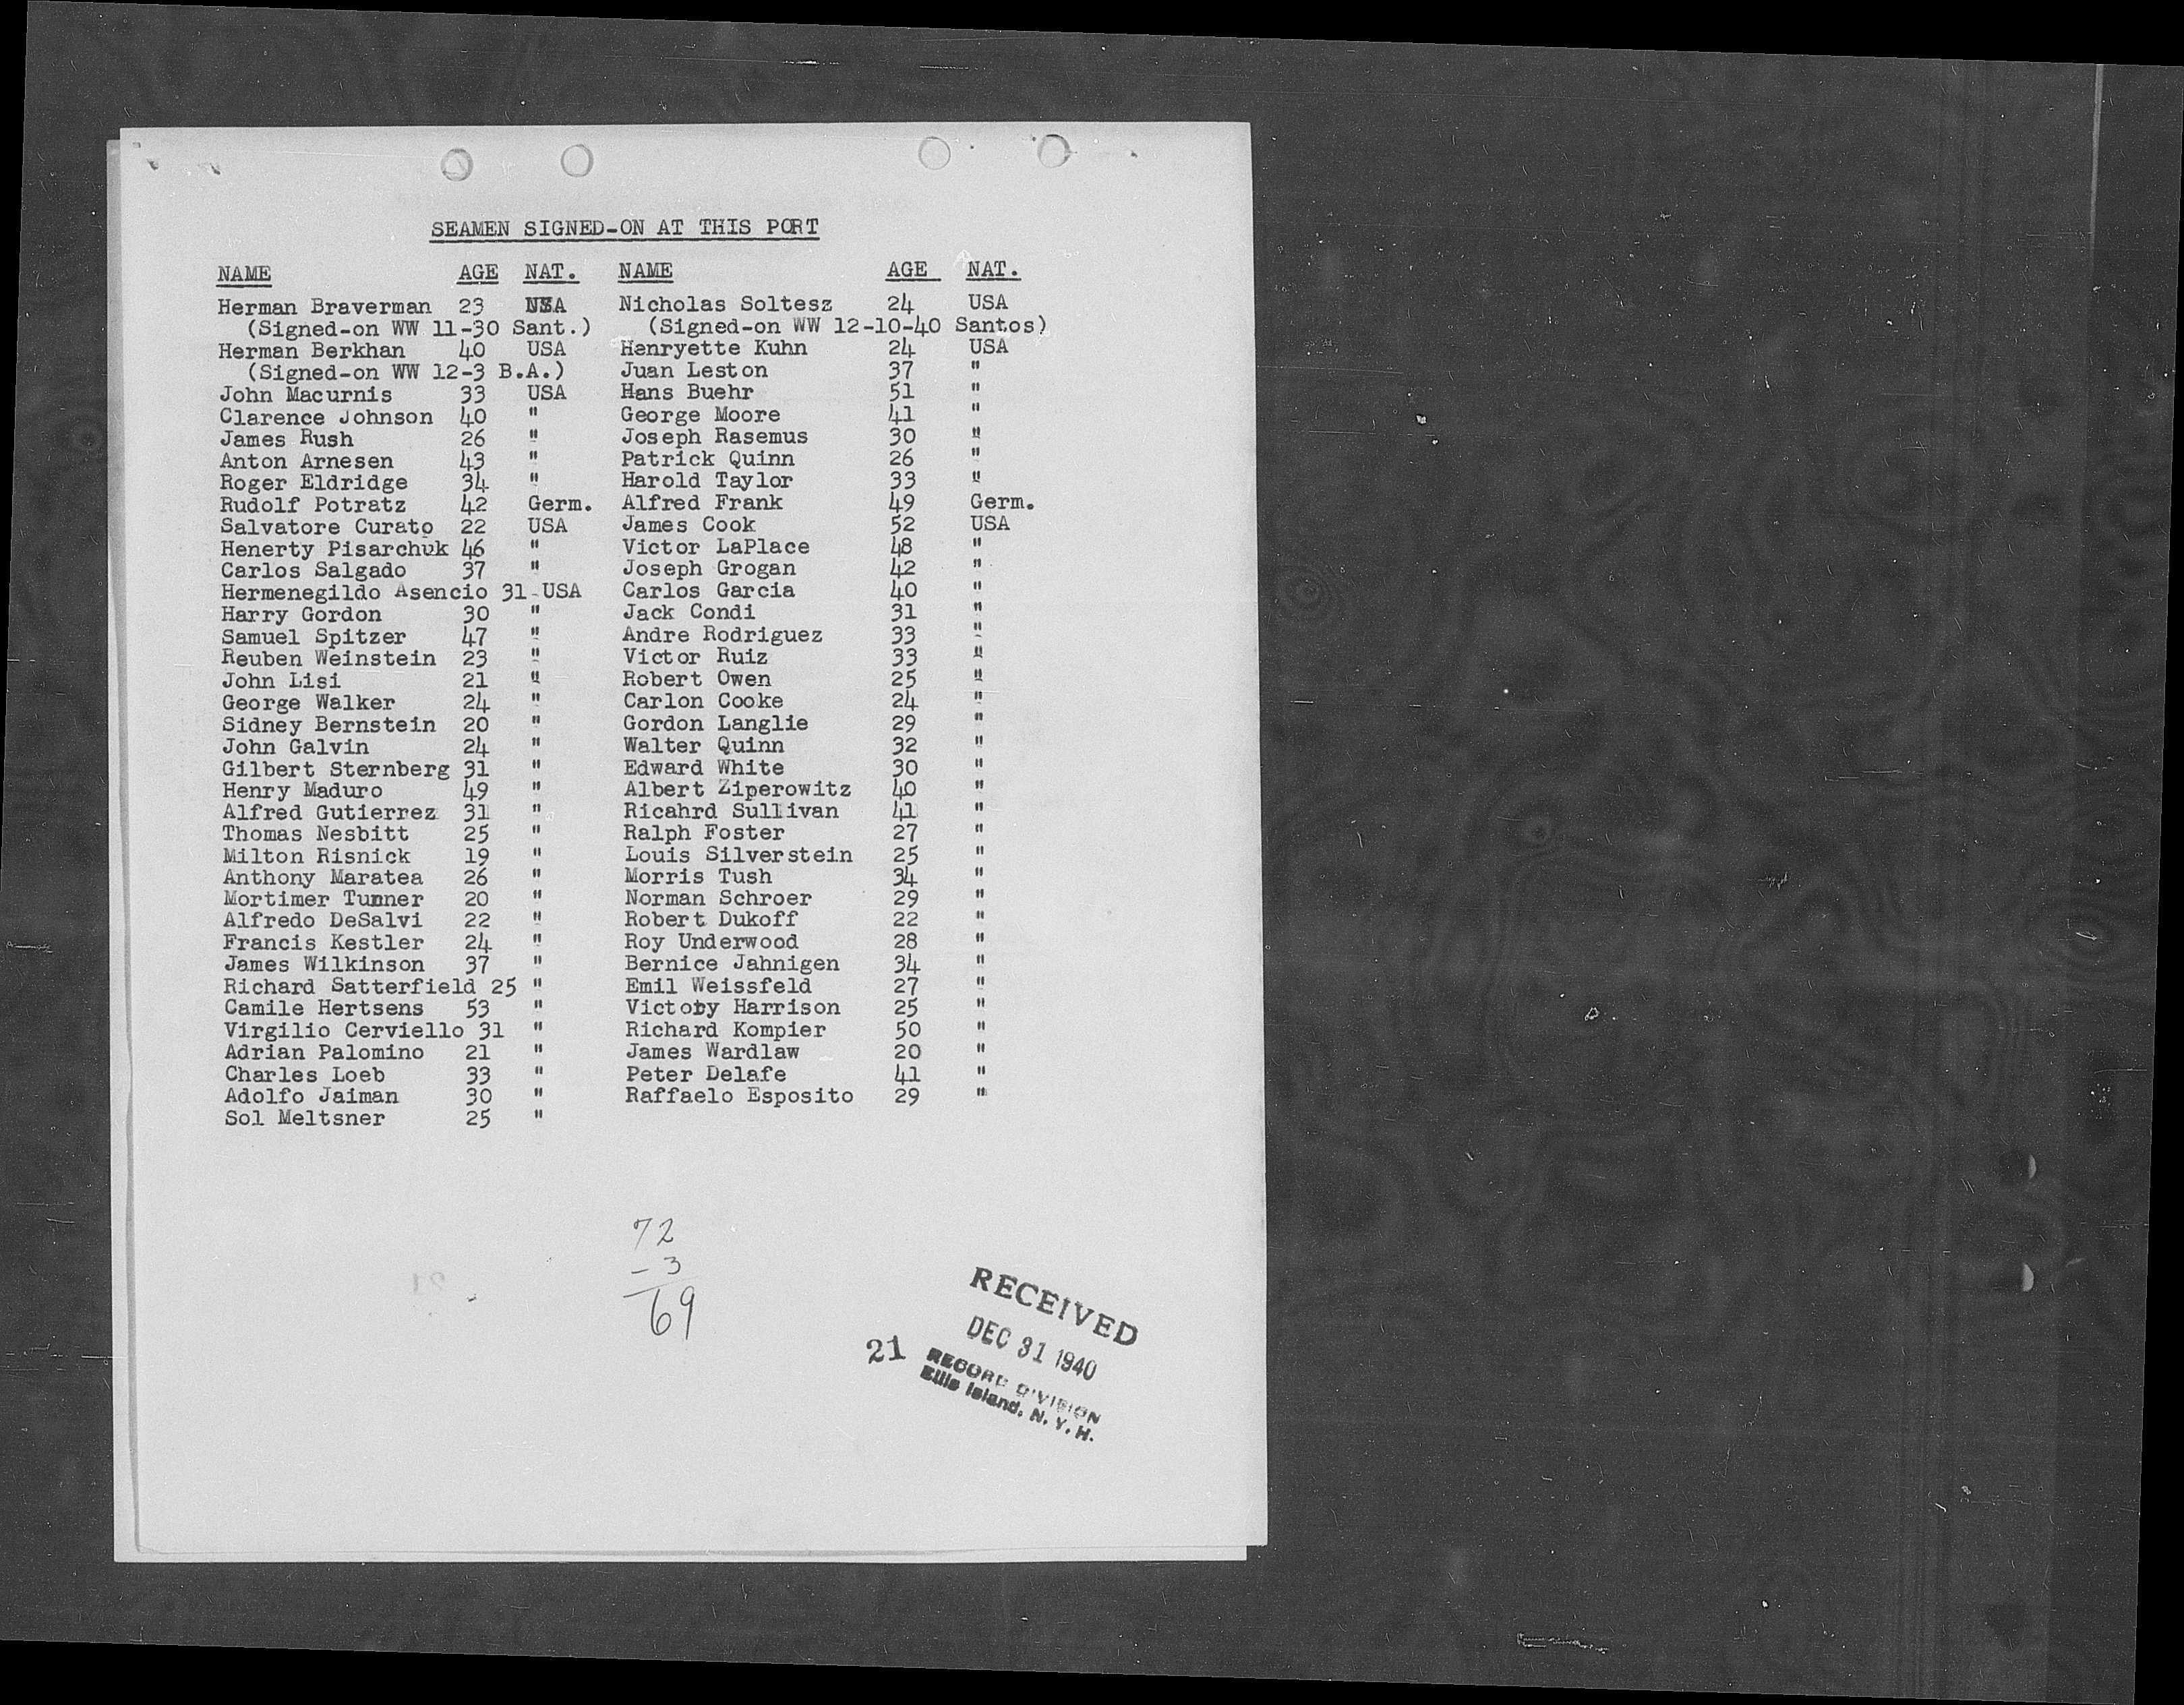 SEAMEN SIGNED-ON AT THIS PORT
NAME AGE NAT. NAME AGE NAT.
Herman Braverman 23 USA Nicholas Soltesz 24 USA
(Signed-on WW 11-30 Sant.) (Signed-on WW 12-10-40 Santos)
Herman Berkhan 40 USA Henryette Kuhn 24 USA
(Signed-on WW 12-3 B.A.) Juan Leston 37 "
John Macurnis 33 USA Hans Buehr 51 "
Clarence Johnson 40 " George Moore 41 "
James Rush 26 " Joseph Rasemus 30 "
Anton Arnesen 43 " Patrick Quinn 26 "
Roger Eldridge 34 " Harold Taylor 33 "
Rudolf Potratz 42 Germ. Alfred Frank 49 Germ.
Salvatore Curato 22 USA James Cook 52 USA
Henerty Pisarchuk 46 " Victor LaPlace 48 "
Carlos Salgado 37 " Joseph Grogan 42 "
Hermenegildo Asencio 31-USA Carlos Garcia 40 "
Harry Gordon 30 " Jack Condi 31 "
Samuel Spitzer 47 " Andre Rodriguez 33 "
Reuben Weinstein 23 " Victor Ruiz 33 "
John Lisi 21 " Robert Owen 25 "
George Walker 24 " Carlon Cooke 24 "
Sidney Bernstein 20 " Gordon Langlie 29 "
John Galvin 24 " Walter Quinn 32 "
Gilbert Sternberg 31 " Edward White 30 "
Henry Maduro 49 " Albert Ziperowitz 40 "
Alfred Gutierrez 31 " Ricahrd Sullivan 41 "
Thomas Nesbitt 25 " Ralph Foster 27 "
Milton Risnick 19 " Louis Silverstein 25 "
Anthony Maratea 26 " Morris Tush 34 "
Mortimer Tunner 20 " Norman Schroer 29 "
Alfredo DeSalvi 22 " Robert Dukoff 22 "
Francis Kestler 24 " Roy Underwood 28 "
James Wilkinson 37 " Bernice Jahnigen 34 "
Richard Satterfield 25 " Emil Weissfeld 27 "
Camile Hertsens 53 " Victory Harrison 25 "
Virgilio Cerviello 31 " Richard Kompier 50 "
Adrian Palomino 21 " James Wardlaw 20 "
Charles Loeb 33 " Peter Delafe 41 "
Adolfo Jaiman 30 " Raffaelo Esposito 29 "
Sol Meltsner 25 "
72
- 3
69
RECEIVED
DEC 31 1940
21 RECORD DIVISION
Ellis Island, N. Y. H.